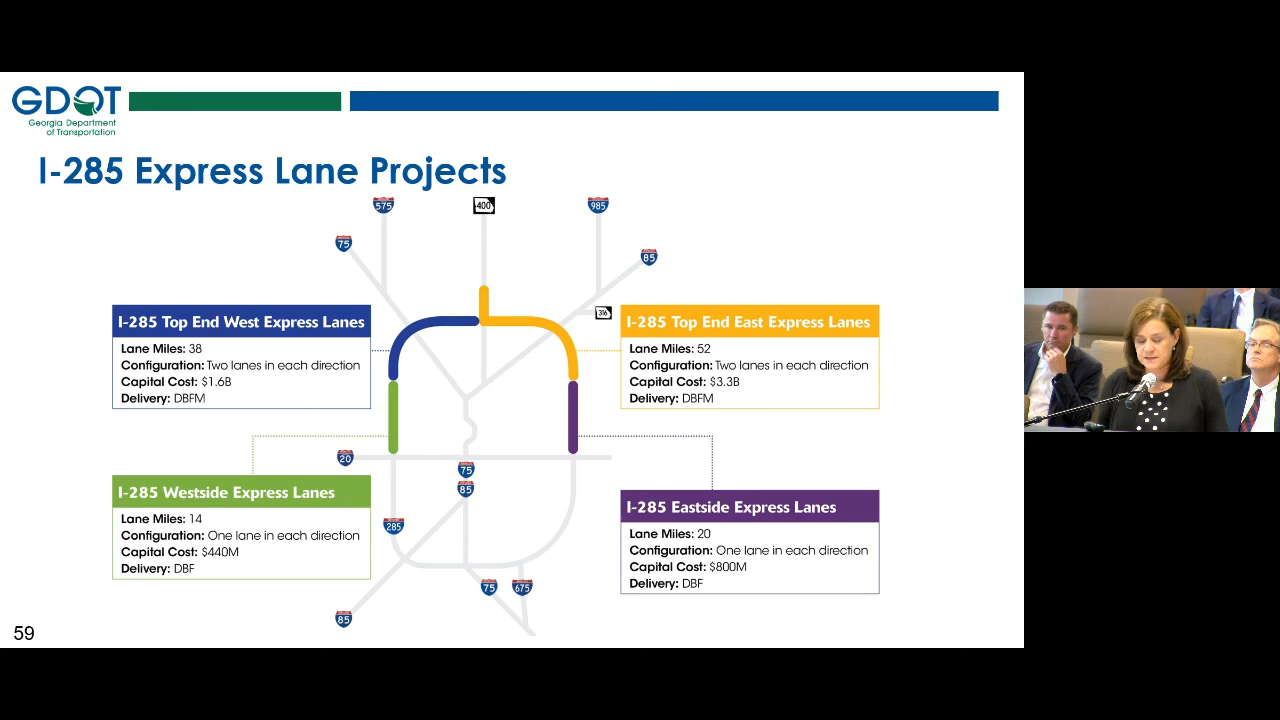 GDOT
Georgia Department
of Transportation
I-285 Express Lane Projects
575
400
985
75
85
316
I-285 Top End West Express Lanes
Lane Miles: 38
Configuration: Two lanes in each direction
Capital Cost: $1.6B
Delivery: DBFM
I-285 Top End East Express Lanes
Lane Miles: 52
Configuration: Two lanes in each direction
Capital Cost: $3.3B
Delivery: DBFM
20
75
85
I-285 Westside Express Lanes
Lane Miles: 14
Configuration: One lane in each direction
Capital Cost: $440M
Delivery: DBF
285
I-285 Eastside Express Lanes
Lane Miles: 20
Configuration: One lane in each direction
Capital Cost: $800M
Delivery: DBF
75
675
85
59